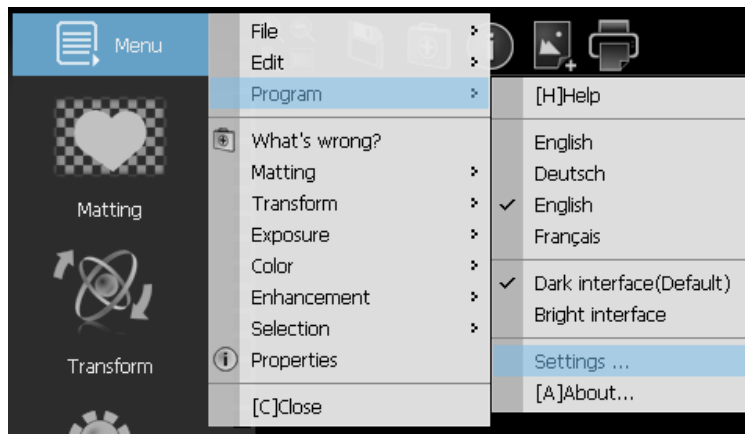 Menu
Matting
Transform
File
Edit
Program
What's wrong?
Matting
Transform
Exposure
Color
Enhancement
Selection
Properties
[C]Close
[H]Help
English
Deutsch
English
Français
Dark interface(Default)
Bright interface
Settings ...
[A]About...